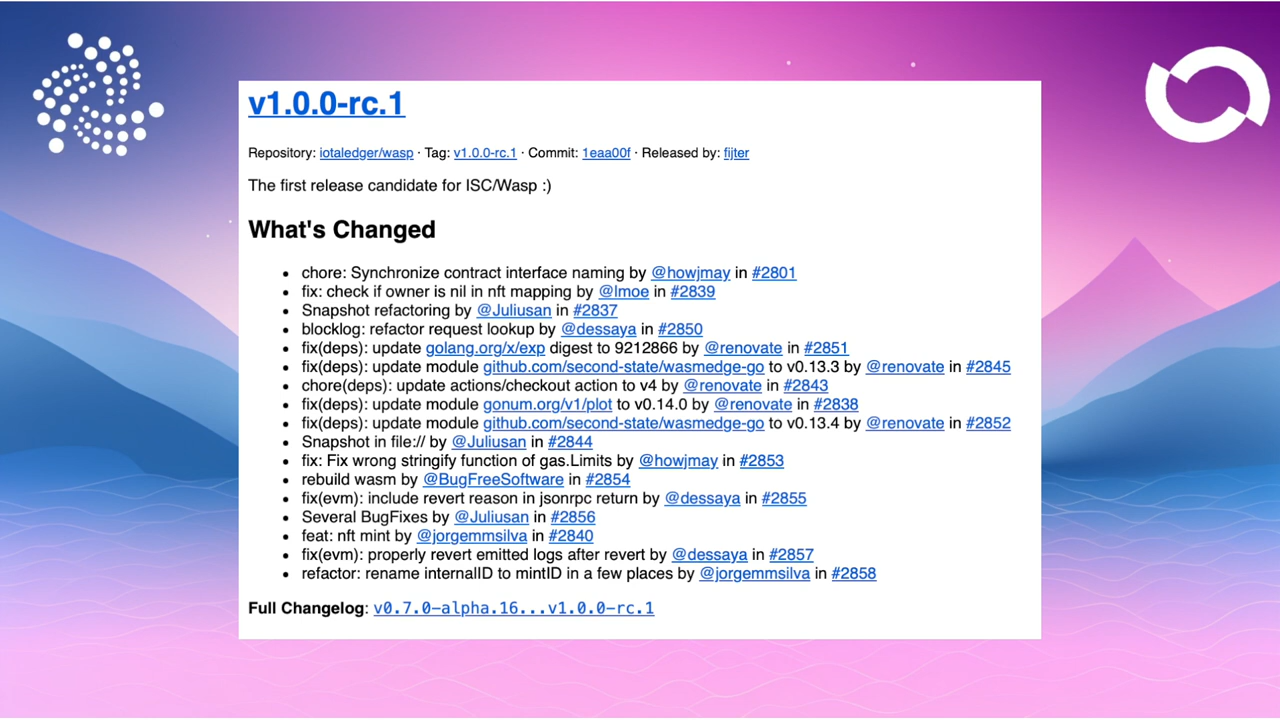 v1.0.0-rc.1
Repository: iotaledger/wasp · Tag: v1.0.0-rc.1 · Commit: 1eaa00f · Released by: fijter
The first release candidate for ISC/Wasp :)
What's Changed
• chore: Synchronize contract interface naming by @howjmay in #2801
• fix: check if owner is nil in nft mapping by @lmoe in #2839
• Snapshot refactoring by @Juliusan in #2837
• blocklog: refactor request lookup by @dessaya in #2850
• fix(deps): update golang.org/x/exp digest to 9212866 by @renovate in #2851
• fix(deps): update module github.com/second-state/wasmedge-go to v0.13.3 by @renovate in #2845
• chore(deps): update actions/checkout action to v4 by @renovate in #2843
• fix(deps): update module gonum.org/v1/plot to v0.14.0 by @renovate in #2838
• fix(deps): update module github.com/second-state/wasmedge-go to v0.13.4 by @renovate in #2852
• Snapshot in file:// by @Juliusan in #2844
• fix: Fix wrong stringify function of gas.Limits by @howjmay in #2853
• rebuild wasm by @BugFreeSoftware in #2854
• fix(evm): include revert reason in jsonrpc return by @dessaya in #2855
• Several BugFixes by @Juliusan in #2856
• feat: nft mint by @jorgemmsilva in #2840
• fix(evm): properly revert emitted logs after revert by @dessaya in #2857
• refactor: rename internalID to mintID in a few places by @jorgemmsilva in #2858
Full Changelog: v0.7.0-alpha.16...v1.0.0-rc.1